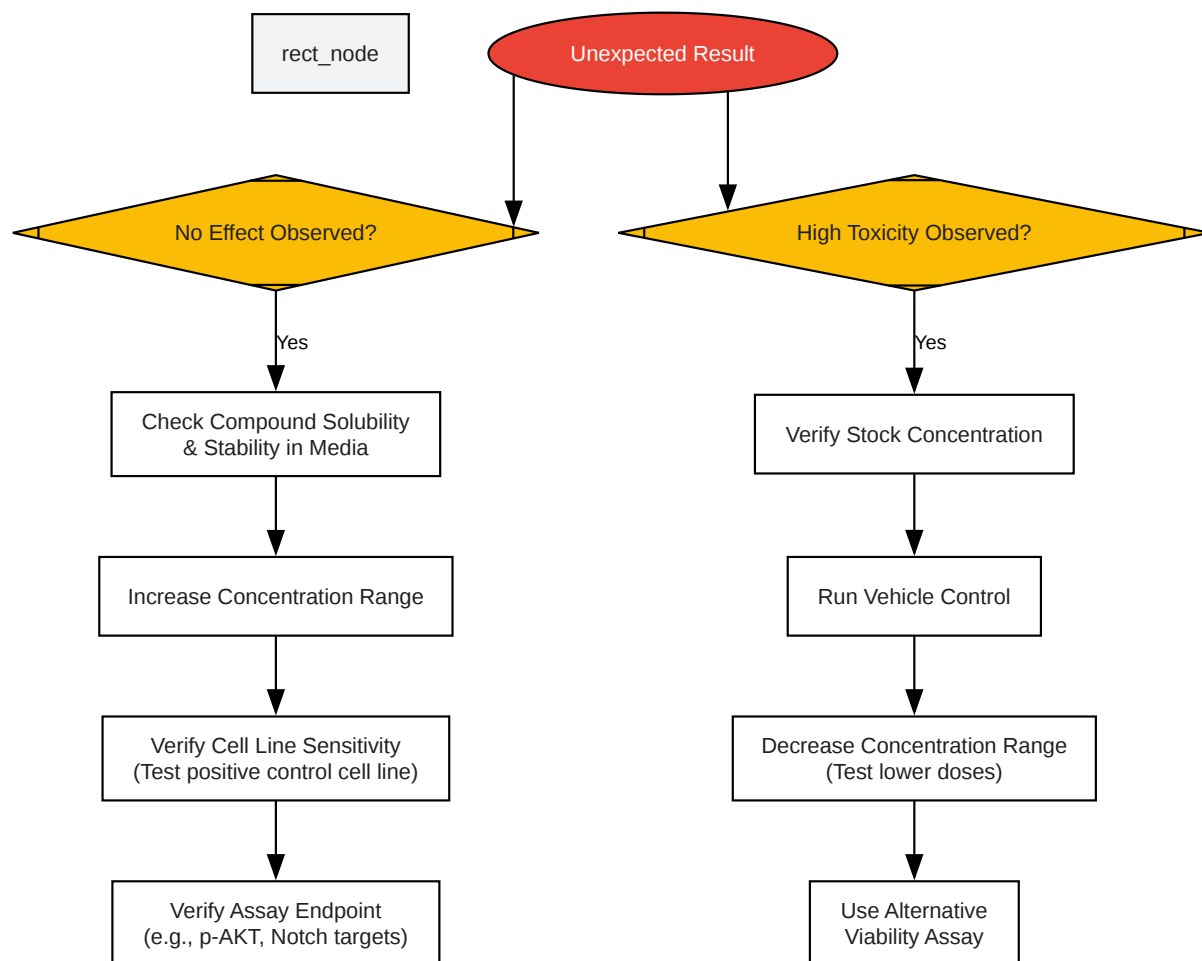 rect_node
Unexpected Result
No Effect Observed?
High Toxicity Observed?
Yes
Yes
Check Compound Solubility
& Stability in Media
Verify Stock Concentration
Increase Concentration Range
Run Vehicle Control
Verify Cell Line Sensitivity
(Test positive control cell line)
Decrease Concentration Range
(Test lower doses)
Verify Assay Endpoint
(e.g., p-AKT, Notch targets)
Use Alternative
Viability Assay